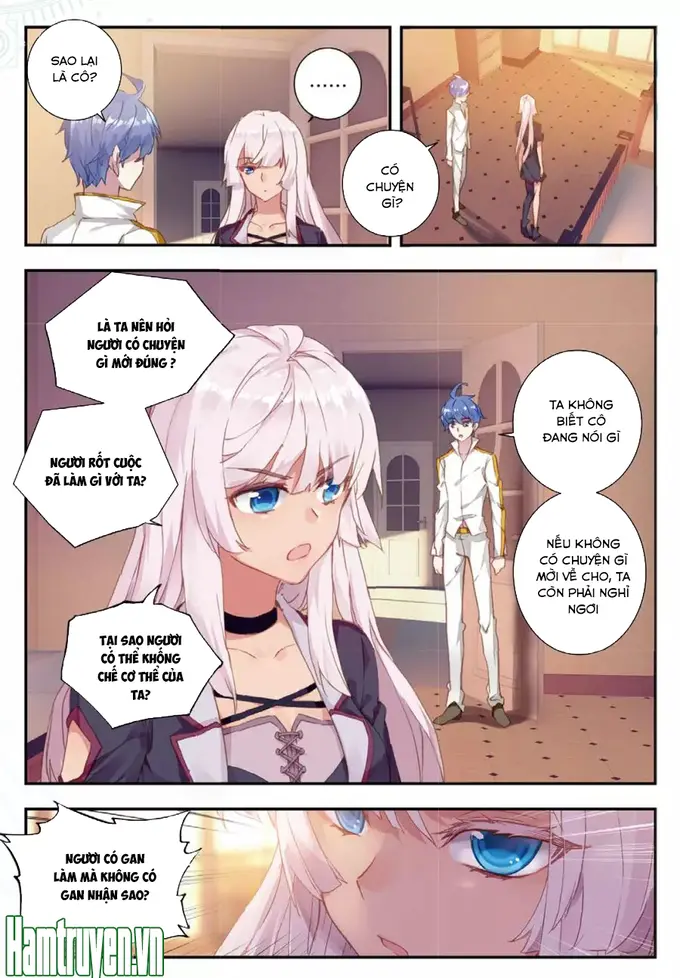 SAO LẠI
LÀ CÔ?
......
CÓ
CHUYỆN
GÌ?
LÀ TA NÊN HỎI
NGƯƠI CÓ CHUYỆN
GÌ MỚI ĐÚNG ?
TA KHÔNG
BIẾT CÔ
ĐANG NÓI GÌ
NGƯƠI RỐT CUỘC
ĐÃ LÀM GÌ VỚI TA?
NẾU KHÔNG
CÓ CHUYỆN GÌ
MỜI VỀ CHO, TA
CÒN PHẢI NGHỈ
NGƠI
TẠI SAO NGƯƠI
CÓ THỂ KHỐNG
CHẾ CƠ THỂ CỦA
TA?
NGƯƠI CÓ GAN
LÀM MÀ KHÔNG CÓ
GAN NHẬN SAO?
Hamtruyen.vn